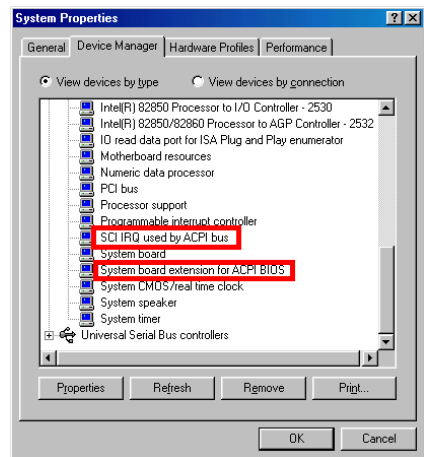 System Properties
General Device Manager Hardware Profiles Performance
View devices by type View devices by connection
Intel(R) 82850 Processor to I/O Controller - 2530
Intel(R) 82850/82860 Processor to AGP Controller - 2532
IO read data port for ISA Plug and Play enumerator
Motherboard resources
Numeric data processor
PCI bus
Processor support
Programmable interrupt controller
SCI IRQ used by ACPI bus
System board
System board extension for ACPI BIOS
System CMOS/real time clock
System speaker
System timer
Universal Serial Bus controllers
Properties Refresh Remove Print...
OK Cancel